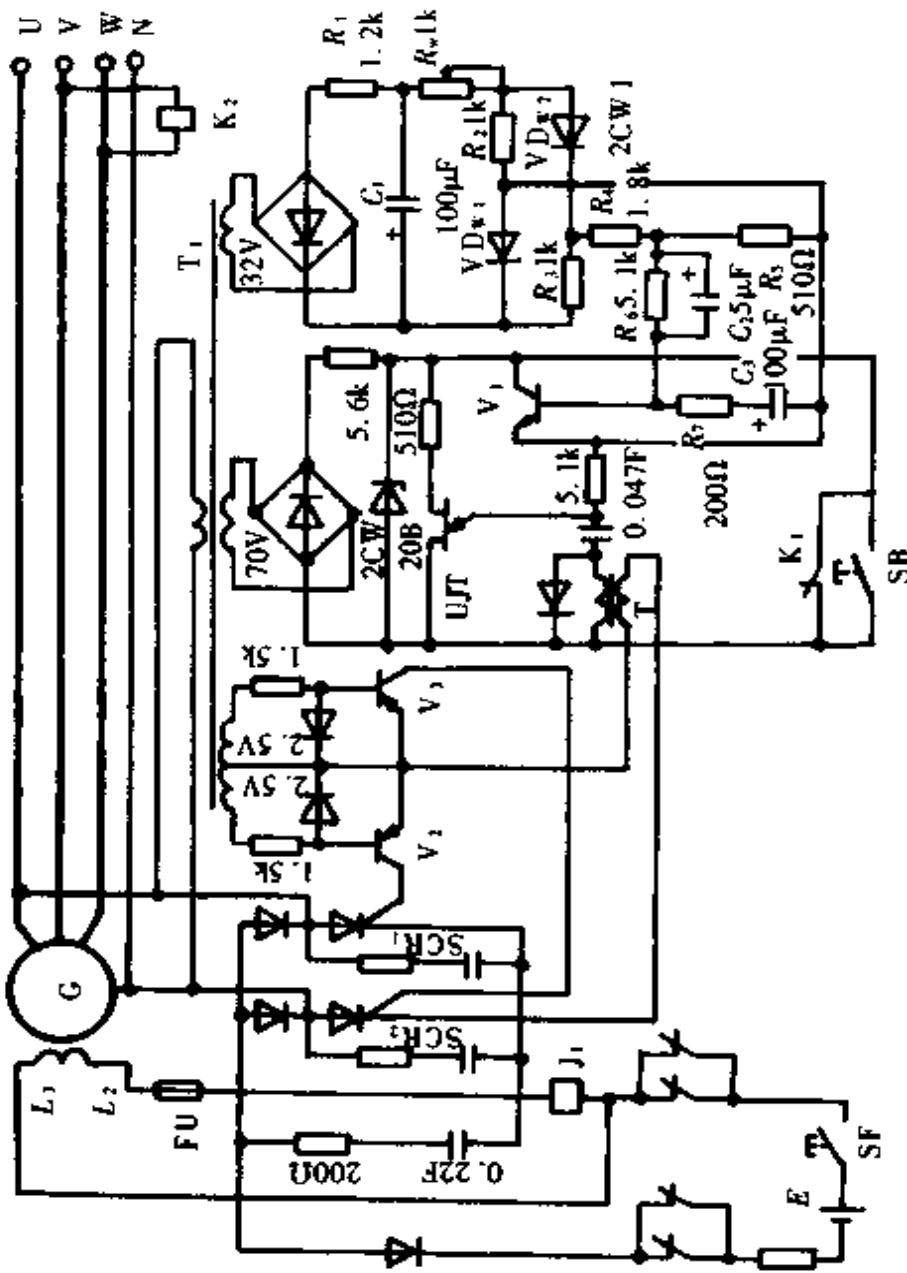 U
V
W
N
G
K₂
R₁
1.2k
R_w1k
T₁
32V
C₁
100μF
R₂1k
VD_W2
2CW1
VD_W1
R₃1k
R₄
1.8k
R₆5.1k
C₂5μF
R₅
510Ω
70V
5.6k
2CW
20B
510Ω
V₁
C₃
100μF
R₇
200Ω
5.1k
0.047F
UJT
T
K₁
SB
1.5k
2.5V
2.5V
1.5k
V₃
V₂
SCR₁
SCR₂
L₁
L₂
FU
200Ω
0.22F
J₁
SF
E